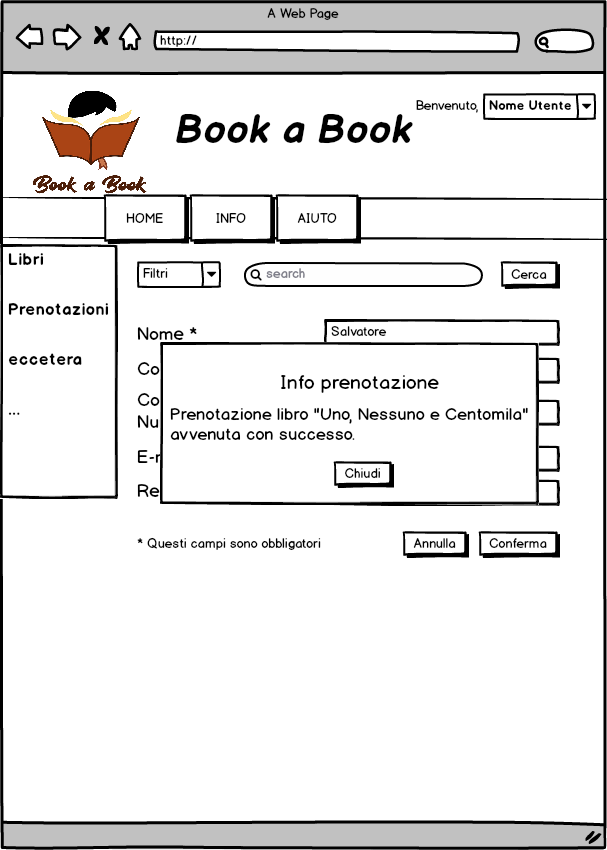 A Web Page
http://
Benvenuto, Nome Utente
Book a Book
Book a Book
HOME INFO AIUTO
Libri
Prenotazioni
eccetera
...
Filtri search Cerca
Nome * Salvatore
Co
Co
Nu
E-r
Re
Info prenotazione
Prenotazione libro "Uno, Nessuno e Centomila"
avvenuta con successo.
Chiudi
* Questi campi sono obbligatori Annulla Conferma